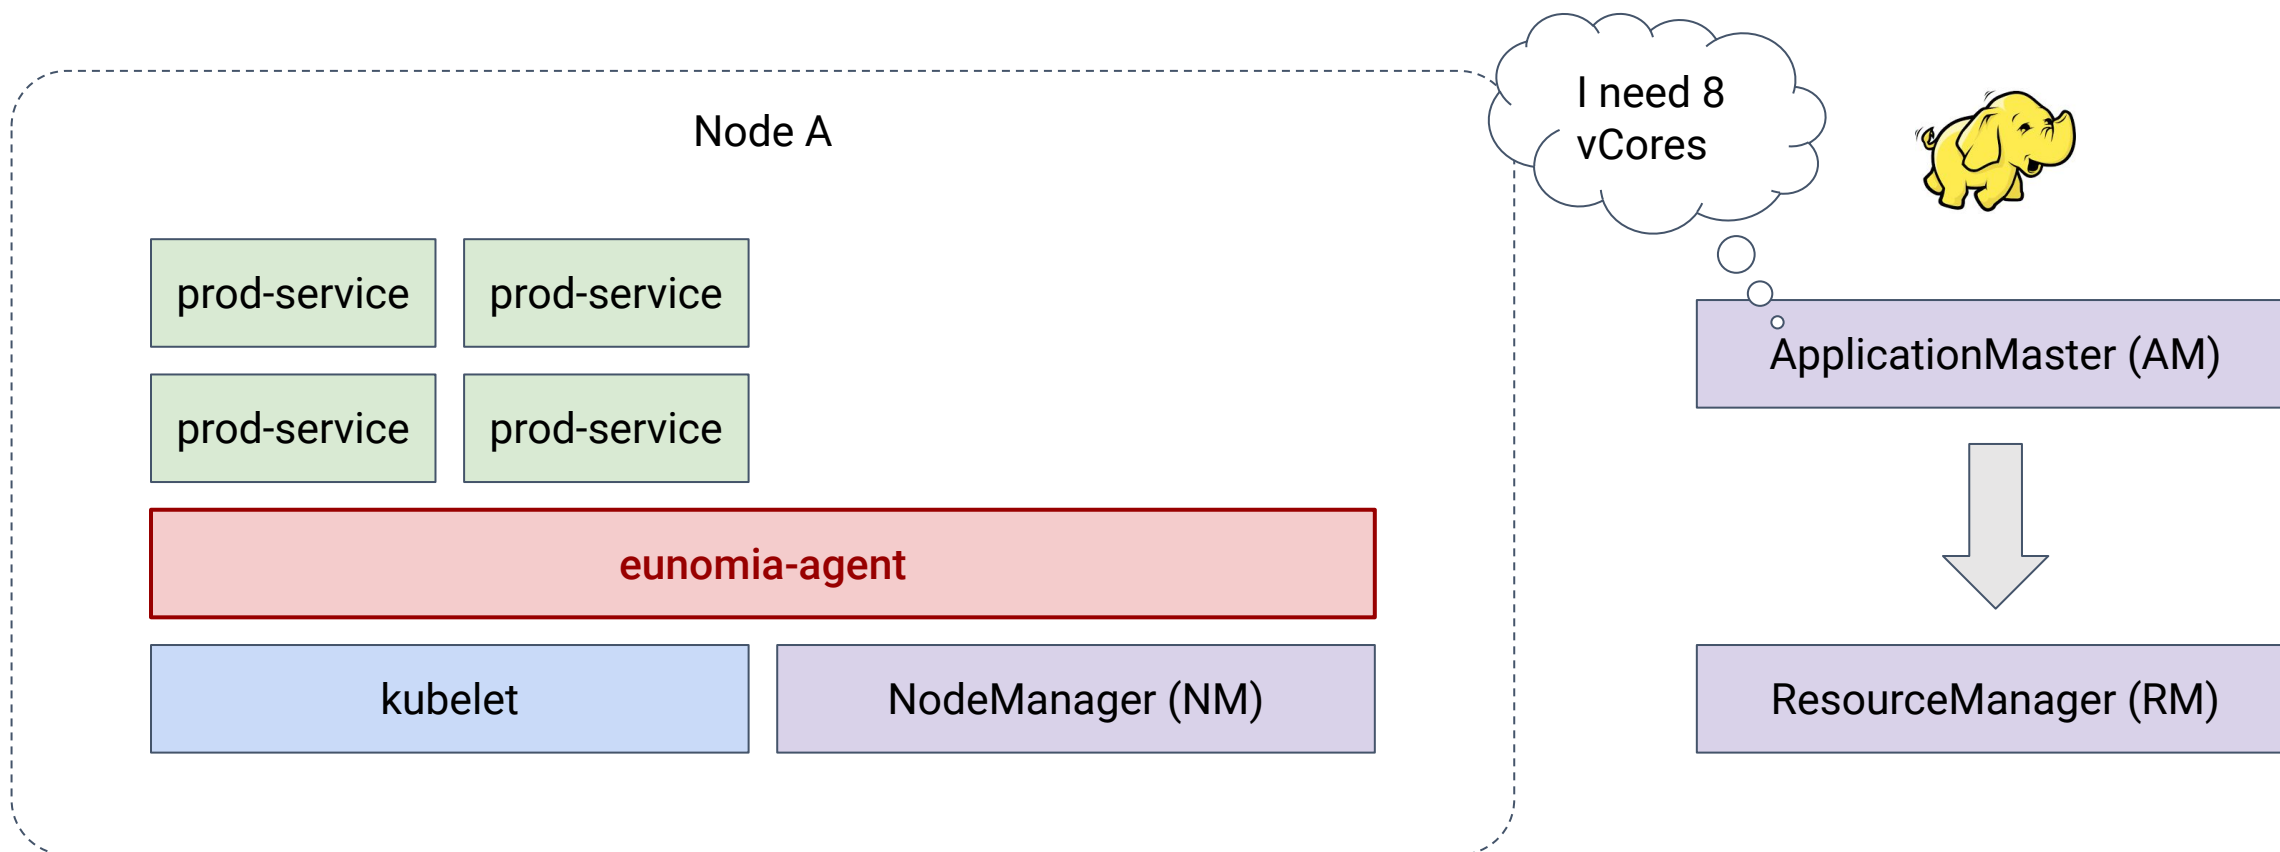 Node A
I need 8
vCores
prod-service
prod-service
prod-service
prod-service
eunomia-agent
kubelet
NodeManager (NM)
ApplicationMaster (AM)
ResourceManager (RM)